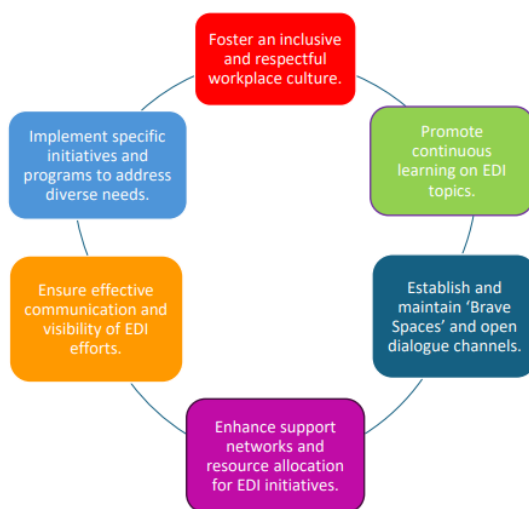 Foster an inclusive
and respectful
workplace culture.
Promote
continuous
learning on EDI
topics.
Establish and
maintain ‘Brave
Spaces’ and open
dialogue channels.
Enhance support
networks and
resource allocation
for EDI initiatives.
Ensure effective
communication and
visibility of EDI
efforts.
Implement specific
initiatives and
programs to address
diverse needs.